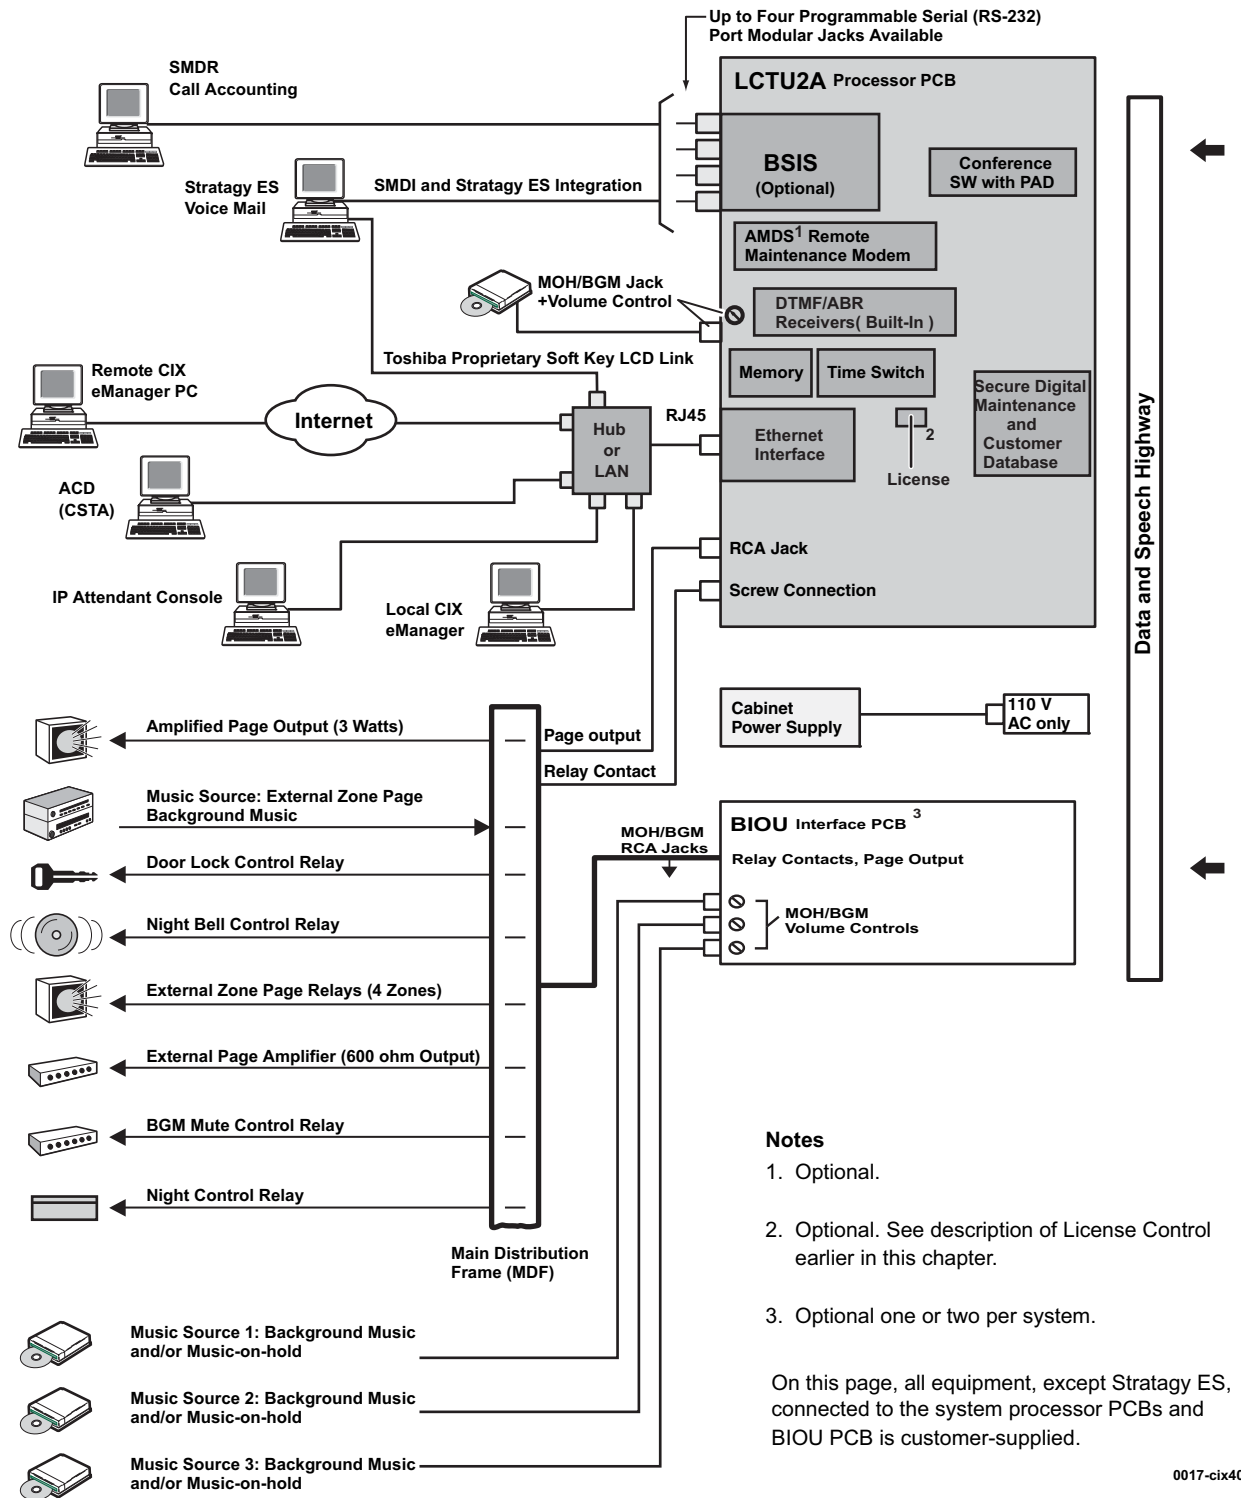 Up to Four Programmable Serial (RS-232)
Port Modular Jacks Available
SMDR
Call Accounting
LCTU2A Processor PCB
BSIS
(Optional)
Conference
SW with PAD
Stratagy ES
Voice Mail
SMDI and Stratagy ES Integration
AMDS1 Remote
Maintenance Modem
MOH/BGM Jack
+Volume Control
DTMF/ABR
Receivers( Built-In )
Toshiba Proprietary Soft Key LCD Link
Memory
Time Switch
Secure Digital
Maintenance
and
Customer
Database
Remote CIX
eManager PC
Internet
Hub
or
LAN
RJ45
Ethernet
Interface
2
License
ACD
(CSTA)
Data and Speech Highway
RCA Jack
Screw Connection
IP Attendant Console
Local CIX
eManager
Cabinet
Power Supply
110 V
AC only
Amplified Page Output (3 Watts)
Page output
Relay Contact
Music Source: External Zone Page
Background Music
MOH/BGM
RCA Jacks
BIOU Interface PCB 3
Relay Contacts, Page Output
MOH/BGM
Volume Controls
Door Lock Control Relay
Night Bell Control Relay
External Zone Page Relays (4 Zones)
External Page Amplifier (600 ohm Output)
BGM Mute Control Relay
Night Control Relay
Main Distribution
Frame (MDF)
Music Source 1: Background Music
and/or Music-on-hold
Music Source 2: Background Music
and/or Music-on-hold
Music Source 3: Background Music
and/or Music-on-hold
Notes
1. Optional.
2. Optional. See description of License Control
earlier in this chapter.
3. Optional one or two per system.
On this page, all equipment, except Stratagy ES,
connected to the system processor PCBs and
BIOU PCB is customer-supplied.
0017-cix40